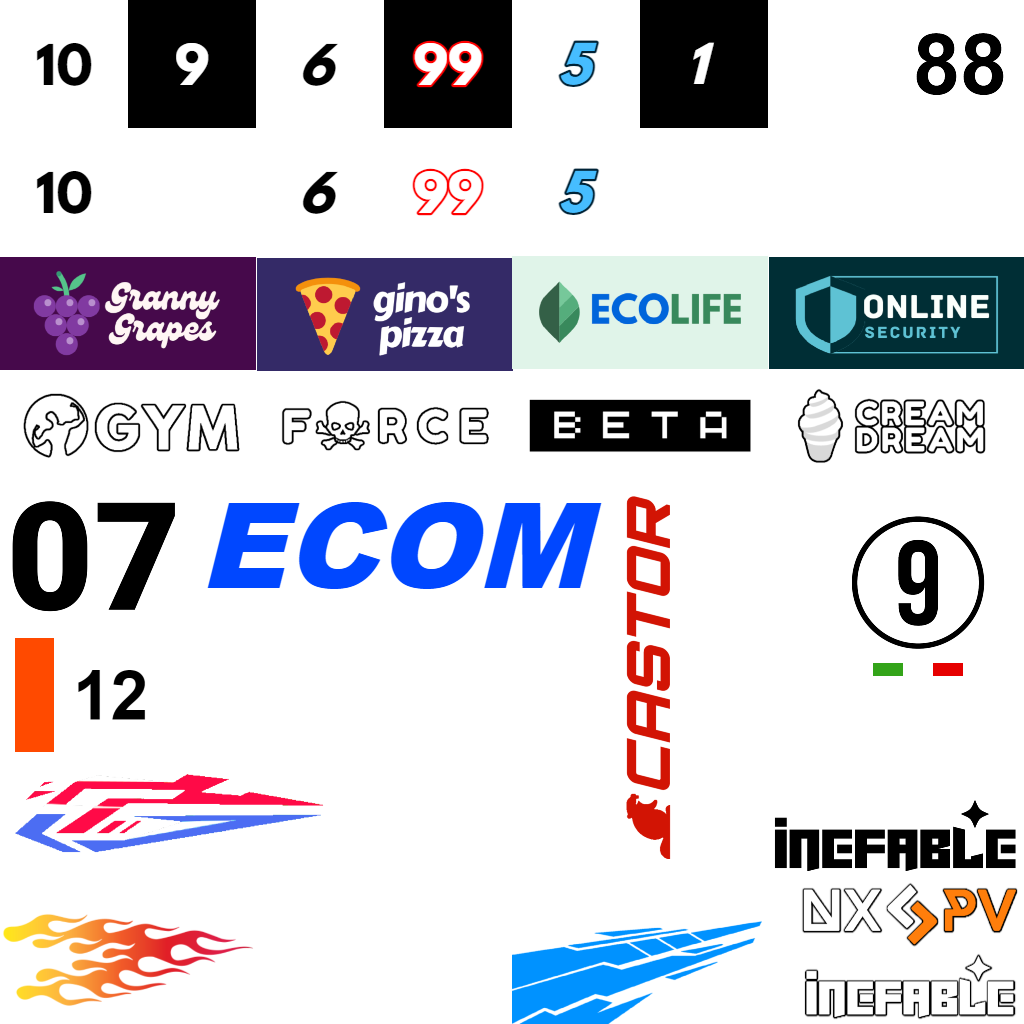 10 9 6 99 5 1 88
10 6 99 5
Granny
Grapes
gino's
pizza
ECOLIFE
ONLINE
SECURITY
GYM
FORCE
BETA
CREAM
DREAM
07 ECOM
CASTOR
9
12
INEFABLE
NX PV
INEFABLE